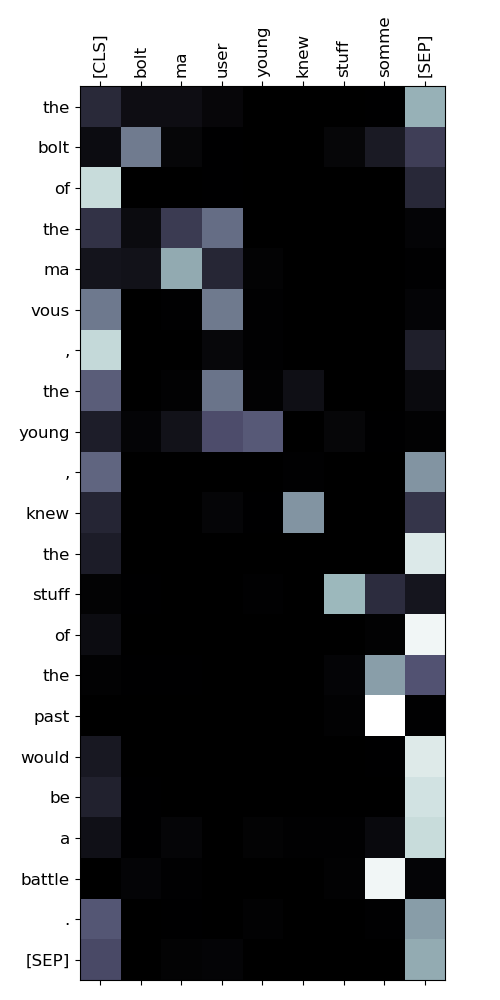 [CLS] bolt ma user young knew stuff somme [SEP]
the
bolt
of
the
ma
vous
,
the
young
,
knew
the
stuff
of
the
past
would
be
a
battle
.
[SEP]